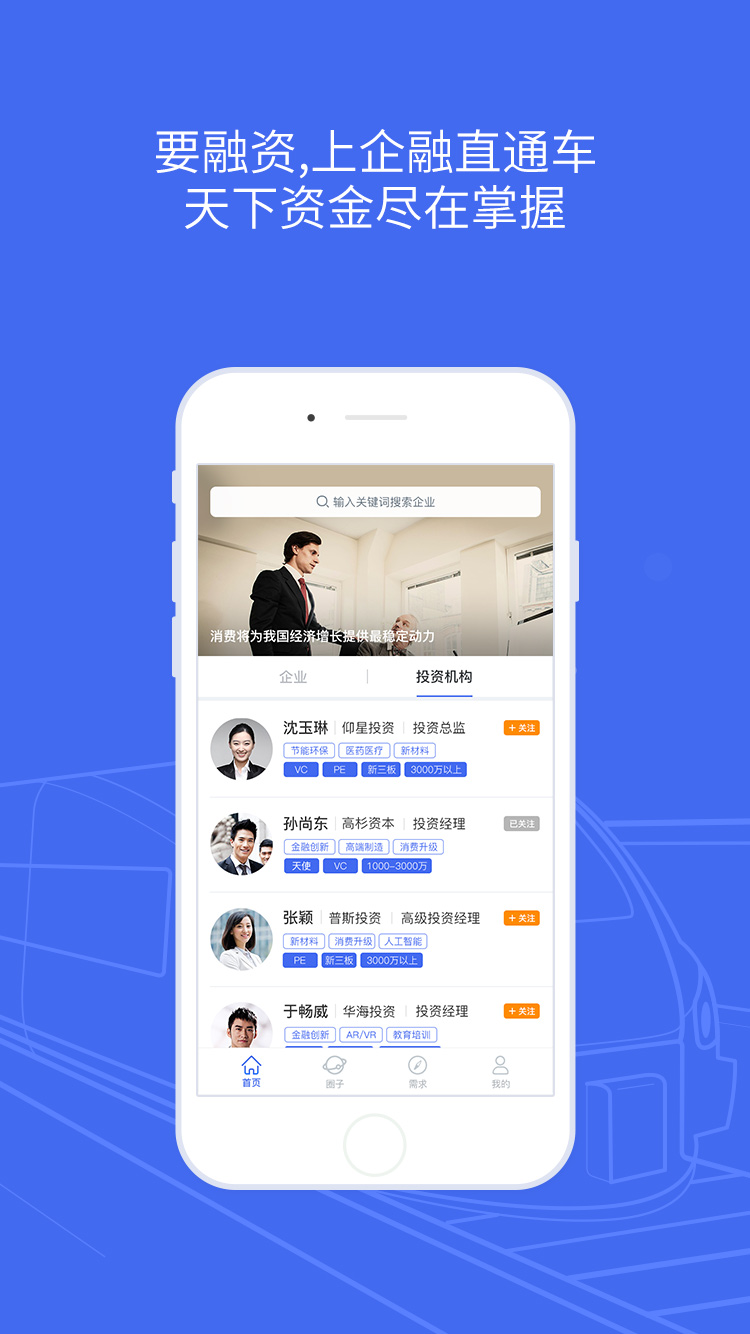 要融资,上企融直通车
天下资金尽在掌握
输入关键词搜索企业
消费将为我国经济增长提供最稳定动力
企业 投资机构
沈玉琳 仰星投资 投资总监 + 关注
节能环保 医药医疗 新材料
VC PE 新三板 3000万以上
孙尚东 高杉资本 投资经理 已关注
金融创新 高端制造 消费升级
天使 VC 1000-3000万
张颖 普斯投资 高级投资经理 + 关注
新材料 消费升级 人工智能
PE 新三板 3000万以上
于畅威 华海投资 投资经理 + 关注
金融创新 AR/VR 教育培训
首页 圈子 需求 我的